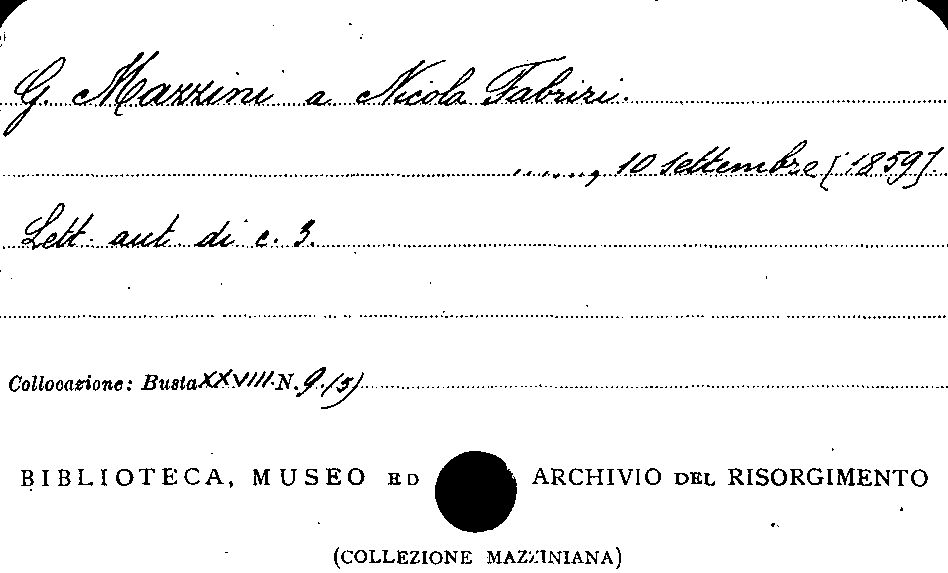 G. Mazzini a Nicola Fabrizi.
......, 10 settembre [1859].
Lett. aut. di c. 3.
Collocazione: Busta XXVIII N. 9. (3)
BIBLIOTECA, MUSEO ED ARCHIVIO DEL RISORGIMENTO
(COLLEZIONE MAZZINIANA)